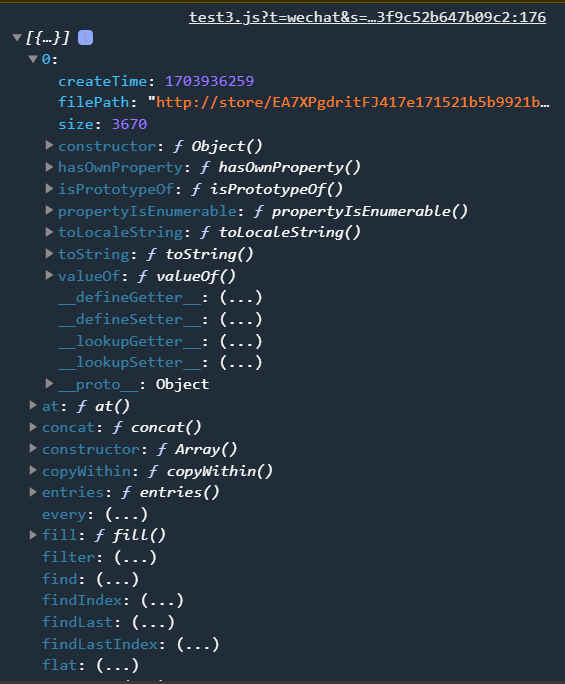 test3.js?t=wechat&s=…3f9c52b647b09c2:176
[{…}] i
0:
createTime: 1703936259
filePath: "http://store/EA7XPgdritFJ417e171521b5b9921b…
size: 3670
constructor: ƒ Object()
hasOwnProperty: ƒ hasOwnProperty()
isPrototypeOf: ƒ isPrototypeOf()
propertyIsEnumerable: ƒ propertyIsEnumerable()
toLocaleString: ƒ toLocaleString()
toString: ƒ toString()
valueOf: ƒ valueOf()
__defineGetter__: (...)
__defineSetter__: (...)
__lookupGetter__: (...)
__lookupSetter__: (...)
__proto__: Object
at: ƒ at()
concat: ƒ concat()
constructor: ƒ Array()
copyWithin: ƒ copyWithin()
entries: ƒ entries()
every: (...)
fill: ƒ fill()
filter: (...)
find: (...)
findIndex: (...)
findLast: (...)
findLastIndex: (...)
flat: (...)